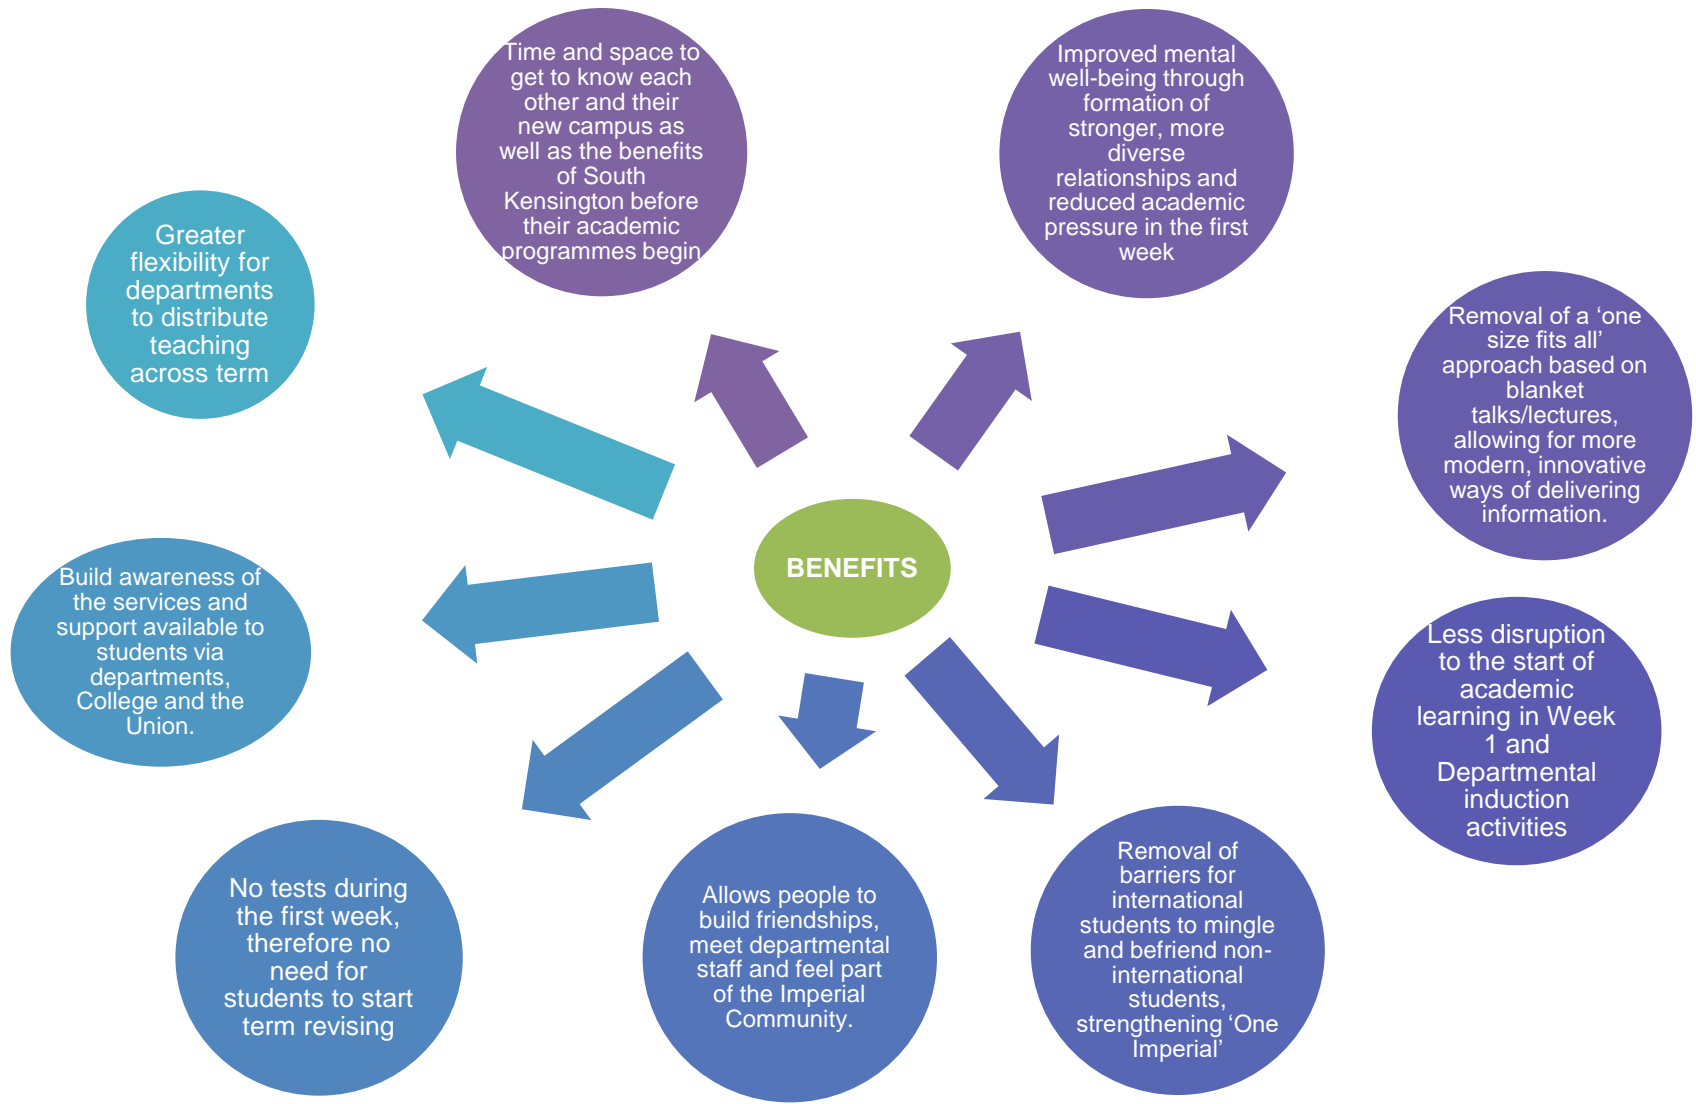 Time and space to
get to know each
other and their
new campus as
well as the benefits
of South
Kensington before
their academic
programmes begin
Improved mental
well-being through
formation of
stronger, more
diverse
relationships and
reduced academic
pressure in the first
week
Removal of a ‘one
size fits all’
approach based on
blanket
talks/lectures,
allowing for more
modern, innovative
ways of delivering
information.
Less disruption
to the start of
academic
learning in Week
1 and
Departmental
induction
activities
Removal of
barriers for
international
students to mingle
and befriend non-
international
students,
strengthening ‘One
Imperial’
Allows people to
build friendships,
meet departmental
staff and feel part
of the Imperial
Community.
No tests during
the first week,
therefore no
need for
students to start
term revising
Build awareness of
the services and
support available to
students via
departments,
College and the
Union.
Greater
flexibility for
departments
to distribute
teaching
across term
BENEFITS